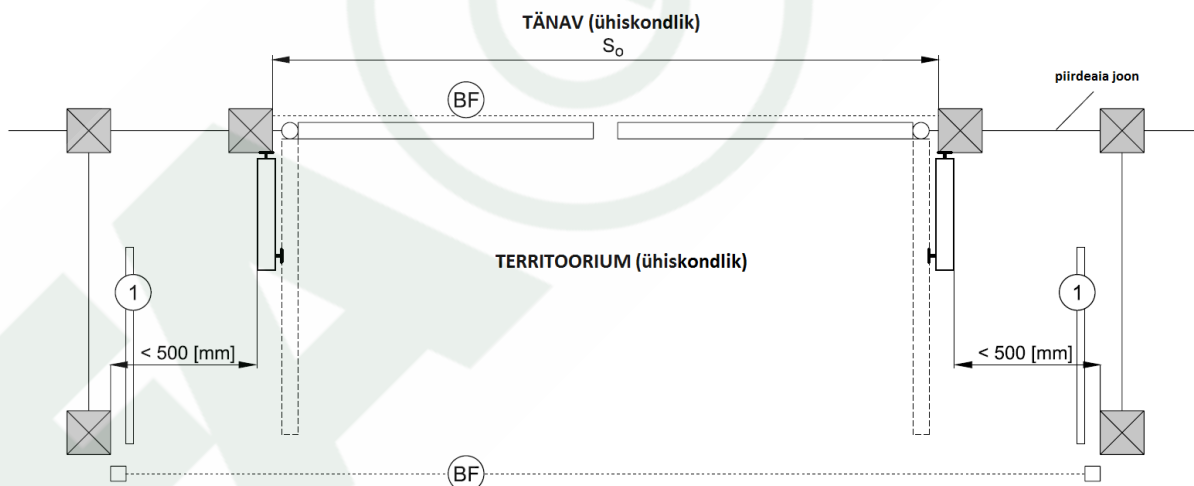 TÄNAV (ühiskondlik)
So
piirdeaia joon
BF
TERRITOORIUM (ühiskondlik)
1
1
< 500 [mm]
< 500 [mm]
BF